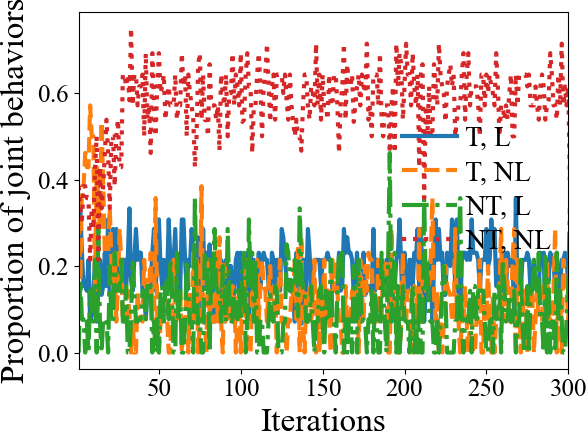 Proportion of joint behaviors
0.6
0.4
0.2
0.0
T, L
T, NL
NT, L
NT, NL
50
100
150
200
250
300
Iterations